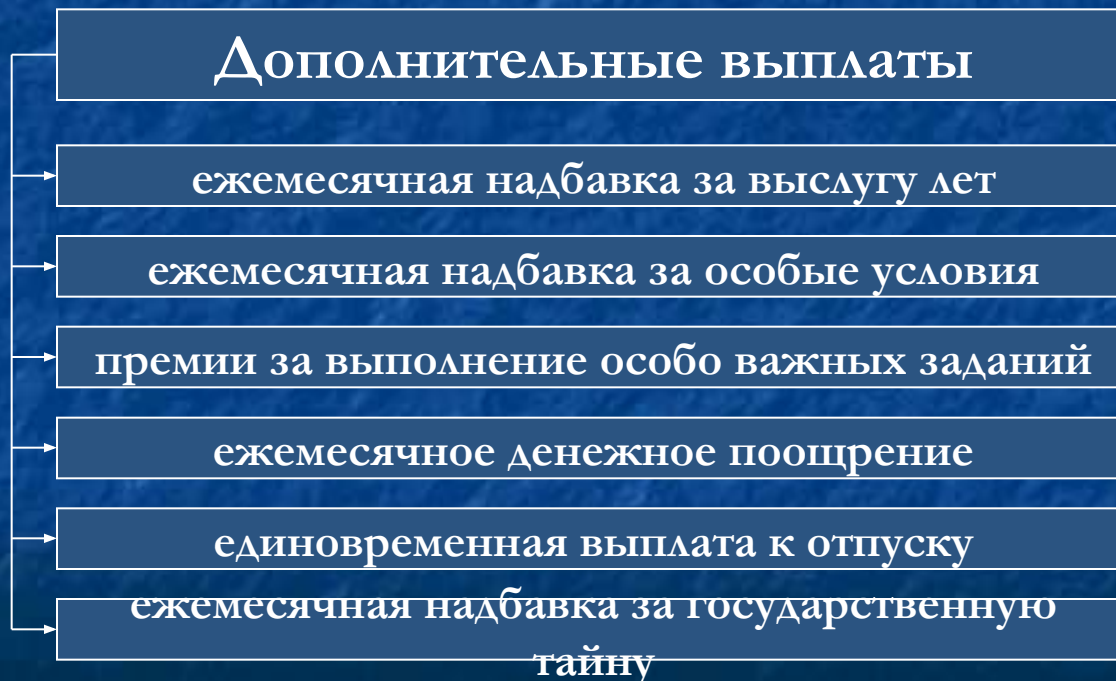 Дополнительные выплаты
ежемесячная надбавка за выслугу лет
ежемесячная надбавка за особые условия
премии за выполнение особо важных заданий
ежемесячное денежное поощрение
единовременная выплата к отпуску
ежемесячная надбавка за государственную
тайну